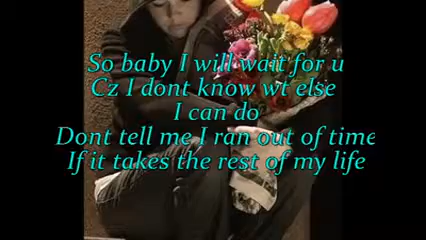 So baby I will wait for u
Cz I dont know wt else
I can do
Dont tell me I ran out of time
If it takes the rest of my life